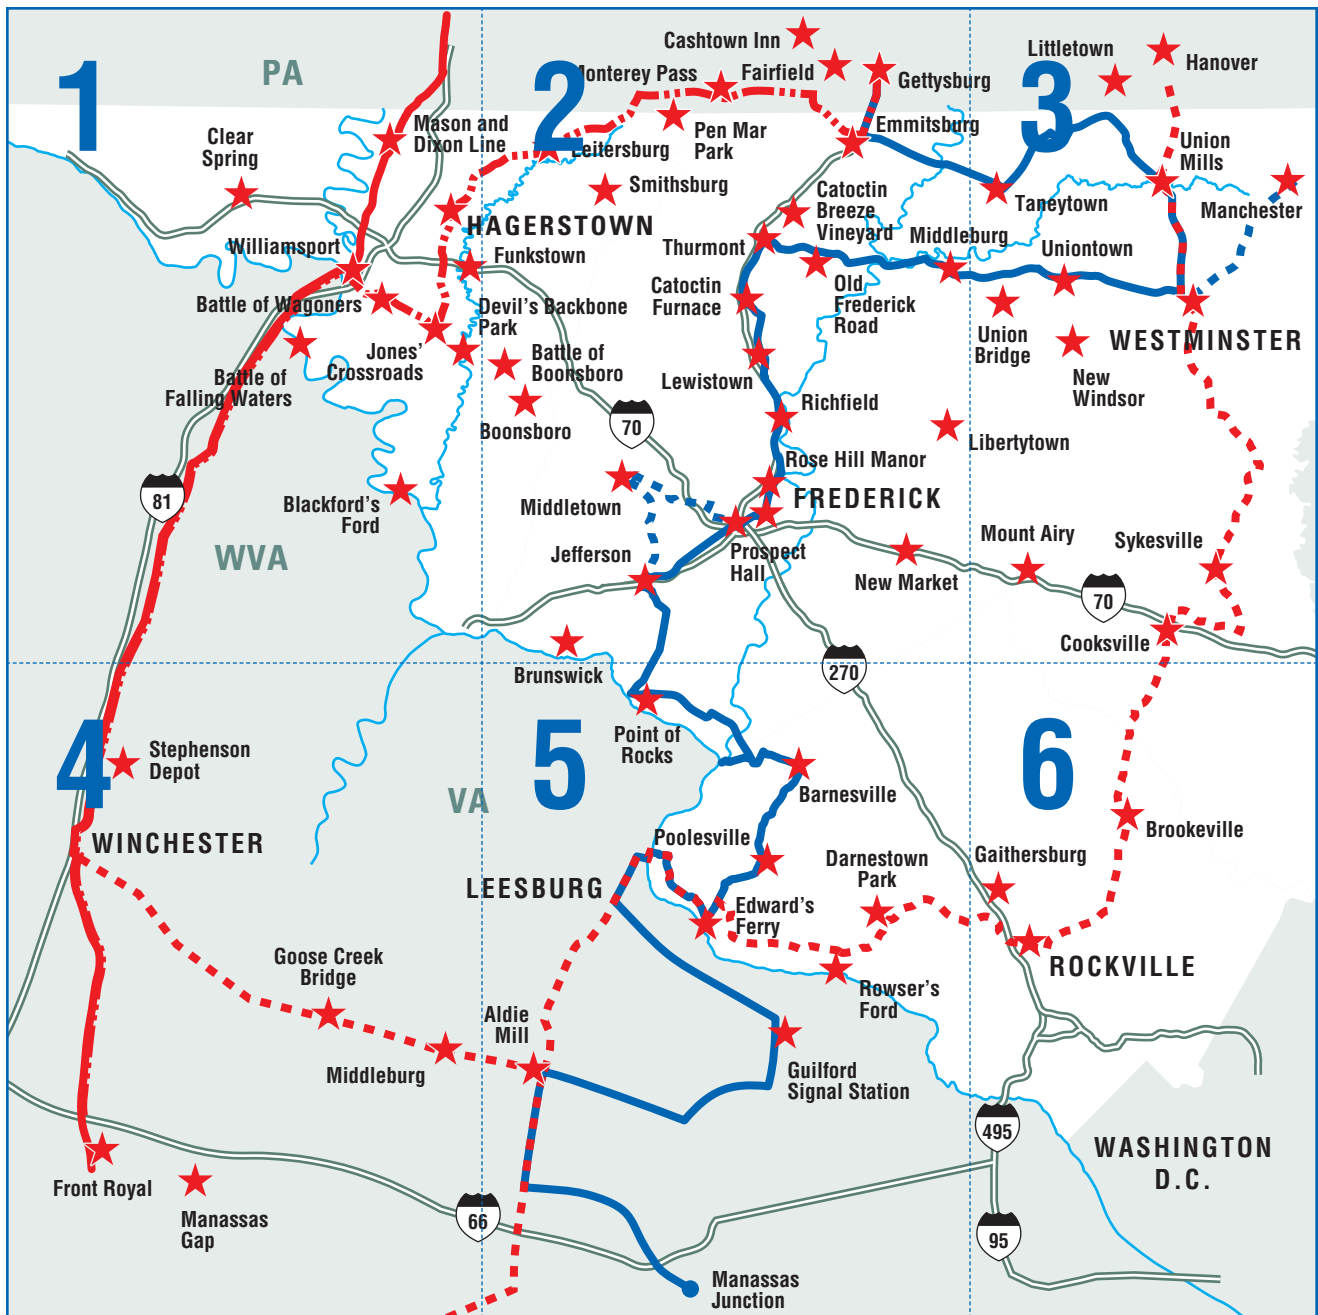 1
PA
2
Cashtown Inn
Monterey Pass
Fairfield
Gettysburg
3
Littletown
Hanover
Clear
Spring
Mason and
Dixon Line
Leitersburg
Pen Mar
Park
Emmitsburg
Union
Mills
Smithsburg
Catoctin
Breeze
Vineyard
Taneytown
Manchester
HAGERSTOWN
Williamsport
Funkstown
Thurmont
Middleburg
Uniontown
Battle of Wagoners
Devil's Backbone
Park
Catoctin
Furnace
Old
Frederick
Road
Union
Bridge
WESTMINSTER
Jones'
Crossroads
Battle of
Boonsboro
Battle of
Falling Waters
Lewistown
New
Windsor
Boonsboro
70
Richfield
Libertytown
Rose Hill Manor
81
Blackford's
Ford
Middletown
FREDERICK
WVA
Jefferson
Prospect
Hall
New Market
Mount Airy
Sykesville
70
Cooksville
Brunswick
270
4
Stephenson
Depot
5
Point of
Rocks
6
VA
Barnesville
WINCHESTER
Poolesville
Brookeville
LEESBURG
Darnestown
Park
Gaithersburg
Edward's
Ferry
Goose Creek
Bridge
ROCKVILLE
Rowser's
Ford
Aldie
Mill
Middleburg
Guilford
Signal Station
495
WASHINGTON
D.C.
Front Royal
Manassas
Gap
66
95
Manassas
Junction